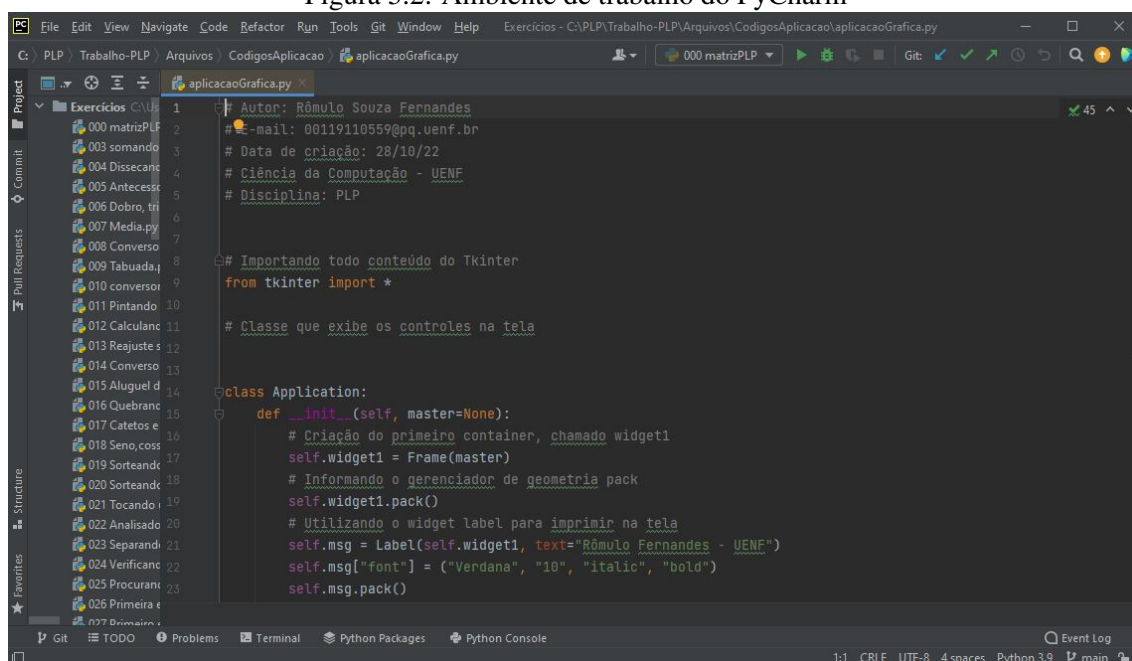 Figura 3.2: Ambiente de trabalho do PyCharm
PC File Edit View Navigate Code Refactor Run Tools Git Window Help Exercícios - C:\PLP\Trabalho-PLP\Arquivos\CodigosAplicacao\aplicacaoGrafica.py
C: PLP Trabalho-PLP Arquivos CodigosAplicacao aplicacaoGrafica.py 000 matrizPLP Git:
aplicacaoGrafica.py
Project
Commit
Pull Requests
Structure
Favorites
Exercícios
000 matrizPLP
003 somando
004 Dissecand
005 Antecesso
006 Dobro, tri
007 Media.py
008 Converso
009 Tabuada.
010 conversor
011 Pintando
012 Calculand
013 Reajuste s
014 Converso
015 Aluguel d
016 Quebrand
017 Catetos e
018 Seno,coss
019 Sorteando
020 Sorteando
021 Tocando
022 Analisado
023 Separand
024 Verificand
025 Procurand
026 Primeira e
027 Primeiro
1 # Autor: Rômulo Souza Fernandes
2 # E-mail: 00119110559@pq.uenf.br
3 # Data de criação: 28/10/22
4 # Ciência da Computação - UENF
5 # Disciplina: PLP
6
7
8 # Importando todo conteúdo do Tkinter
9 from tkinter import *
10
11 # Classe que exibe os controles na tela
12
13
14 class Application:
15 def __init__(self, master=None):
16 # Criação do primeiro container, chamado widget1
17 self.widget1 = Frame(master)
18 # Informando o gerenciador de geometria pack
19 self.widget1.pack()
20 # Utilizando o widget label para imprimir na tela
21 self.msg = Label(self.widget1, text="Rômulo Fernandes - UENF")
22 self.msg["font"] = ("Verdana", "10", "italic", "bold")
23 self.msg.pack()
45
Git TODO Problems Terminal Python Packages Python Console Event Log
1:1 CRLF UTF-8 4 spaces Python 3.9 main